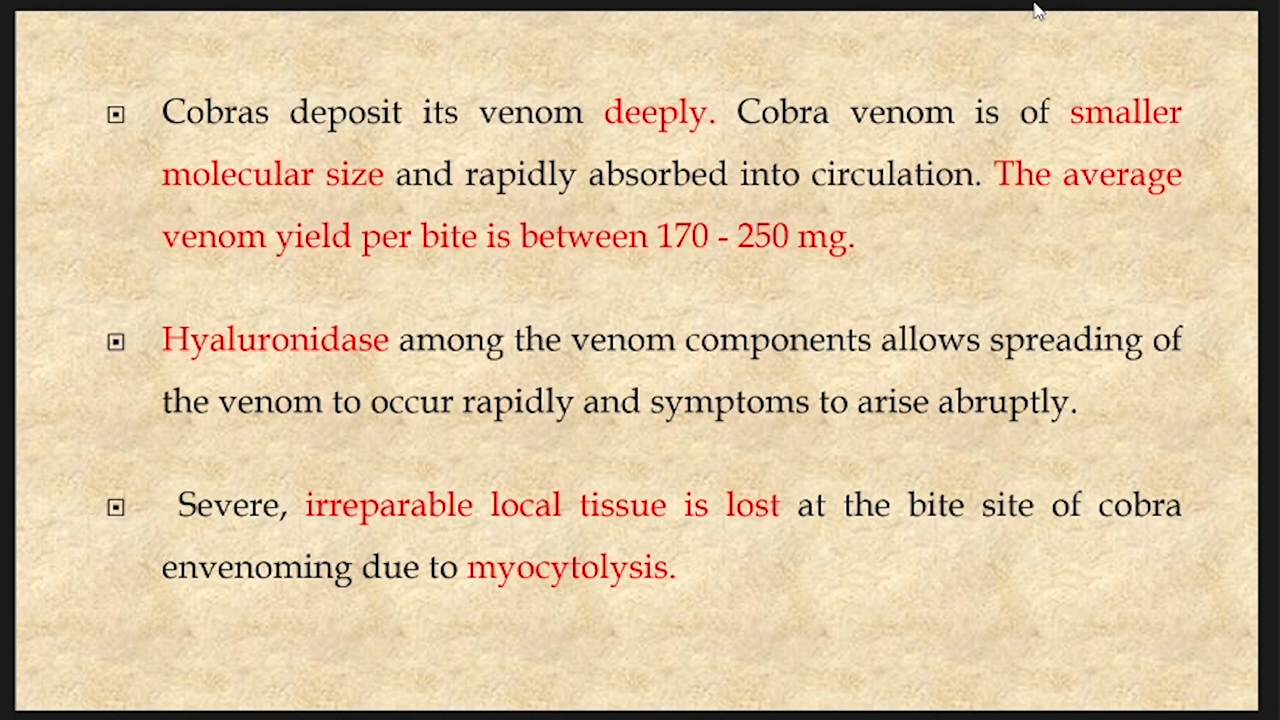 Cobras deposit its venom deeply. Cobra venom is of smaller
molecular size and rapidly absorbed into circulation. The average
venom yield per bite is between 170 - 250 mg.
Hyaluronidase among the venom components allows spreading of
the venom to occur rapidly and symptoms to arise abruptly.
Severe, irreparable local tissue is lost at the bite site of cobra
envenoming due to myocytolysis.